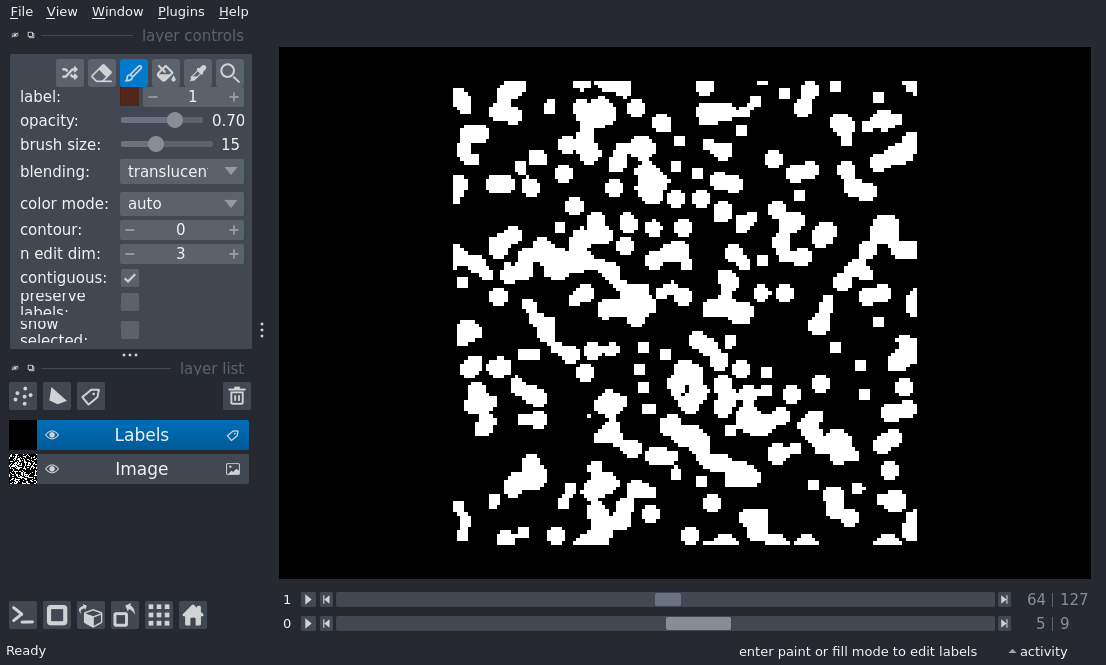 File View Window Plugins Help
layer controls
label: 1
opacity: 0.70
brush size: 15
blending: translucen
color mode: auto
contour: 0
n edit dim: 3
contiguous:
preserve
labels:
show
selected:
layer list
Labels
Image
1 64 | 127
0 5 | 9
Ready enter paint or fill mode to edit labels activity